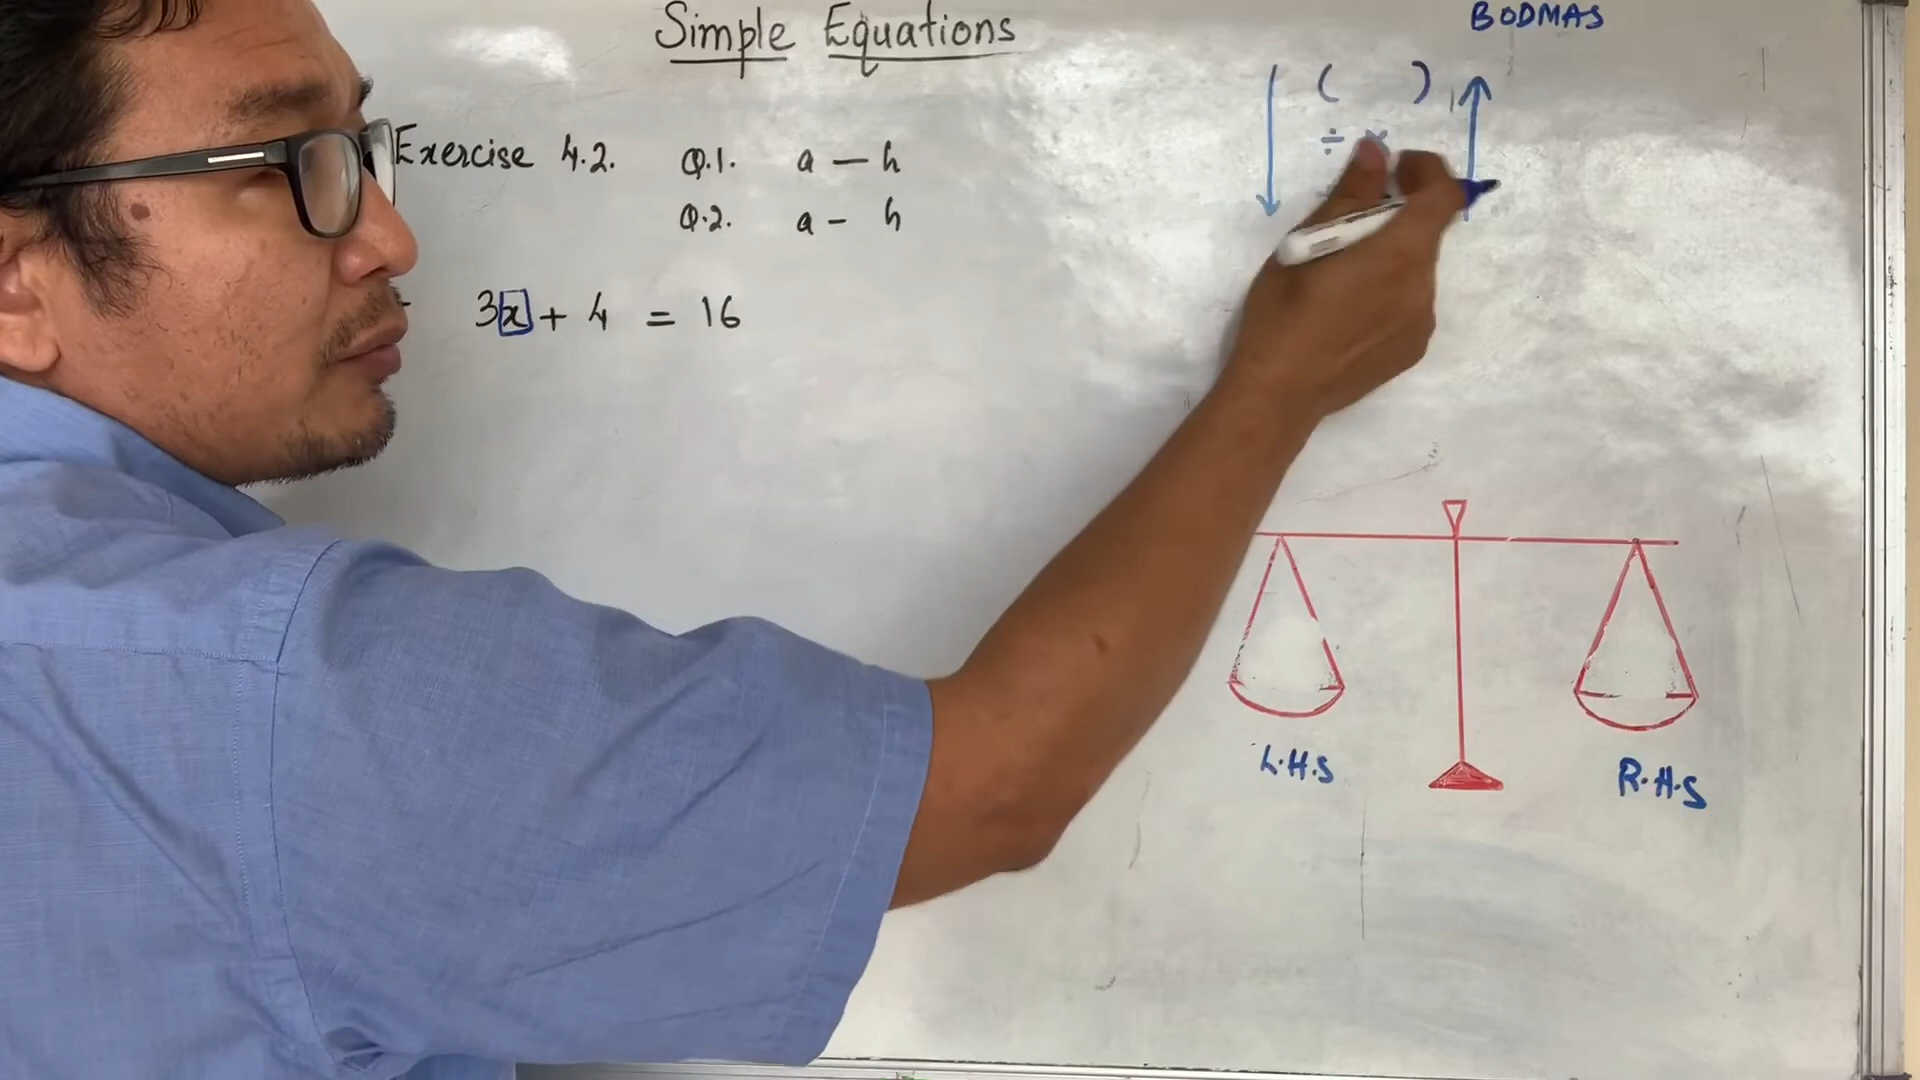 Simple Equations
BODMAS
( )
÷ ×
Exercise 4.2. Q.1. a — h
Q.2. a - h
3x + 4 = 16
L.H.S
R.H.S